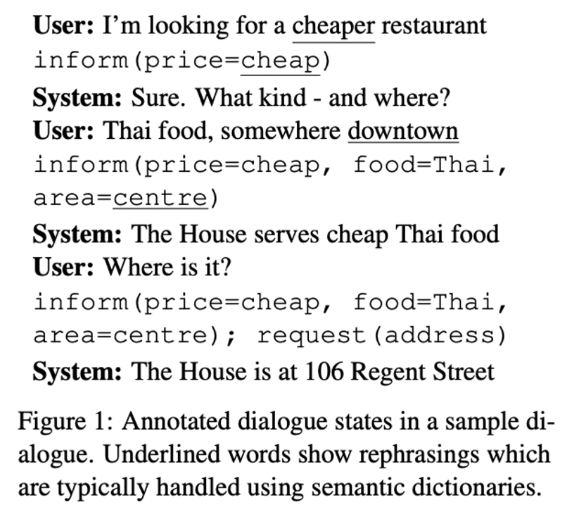 User: I'm looking for a cheaper restaurant
inform(price=cheap)
System: Sure. What kind - and where?
User: Thai food, somewhere downtown
inform(price=cheap, food=Thai,
area=centre)
System: The House serves cheap Thai food
User: Where is it?
inform(price=cheap, food=Thai,
area=centre); request(address)
System: The House is at 106 Regent Street
Figure 1: Annotated dialogue states in a sample di-
alogue. Underlined words show rephrasings which
are typically handled using semantic dictionaries.